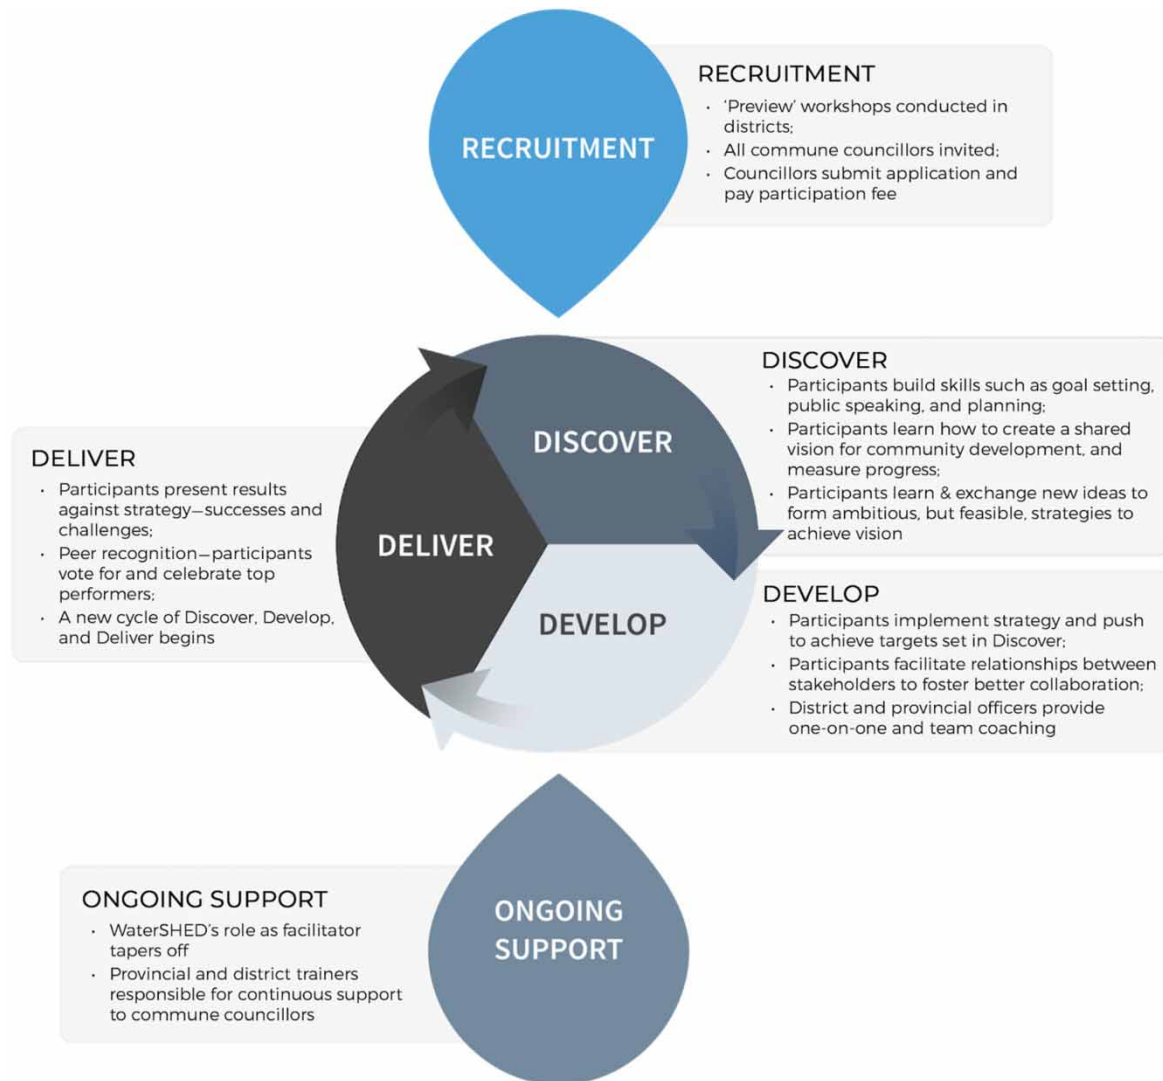 RECRUITMENT
RECRUITMENT
• 'Preview' workshops conducted in
districts;
• All commune councillors invited;
• Councillors submit application and
pay participation fee
DISCOVER
DISCOVER
• Participants build skills such as goal setting,
public speaking, and planning;
• Participants learn how to create a shared
vision for community development, and
measure progress;
• Participants learn & exchange new ideas to
form ambitious, but feasible, strategies to
achieve vision
DEVELOP
DEVELOP
• Participants implement strategy and push
to achieve targets set in Discover;
• Participants facilitate relationships between
stakeholders to foster better collaboration;
• District and provincial officers provide
one-on-one and team coaching
DELIVER
DELIVER
• Participants present results
against strategy—successes and
challenges;
• Peer recognition—participants
vote for and celebrate top
performers;
• A new cycle of Discover, Develop,
and Deliver begins
ONGOING
SUPPORT
ONGOING SUPPORT
• WaterSHED's role as facilitator
tapers off
• Provincial and district trainers
responsible for continuous support
to commune councillors